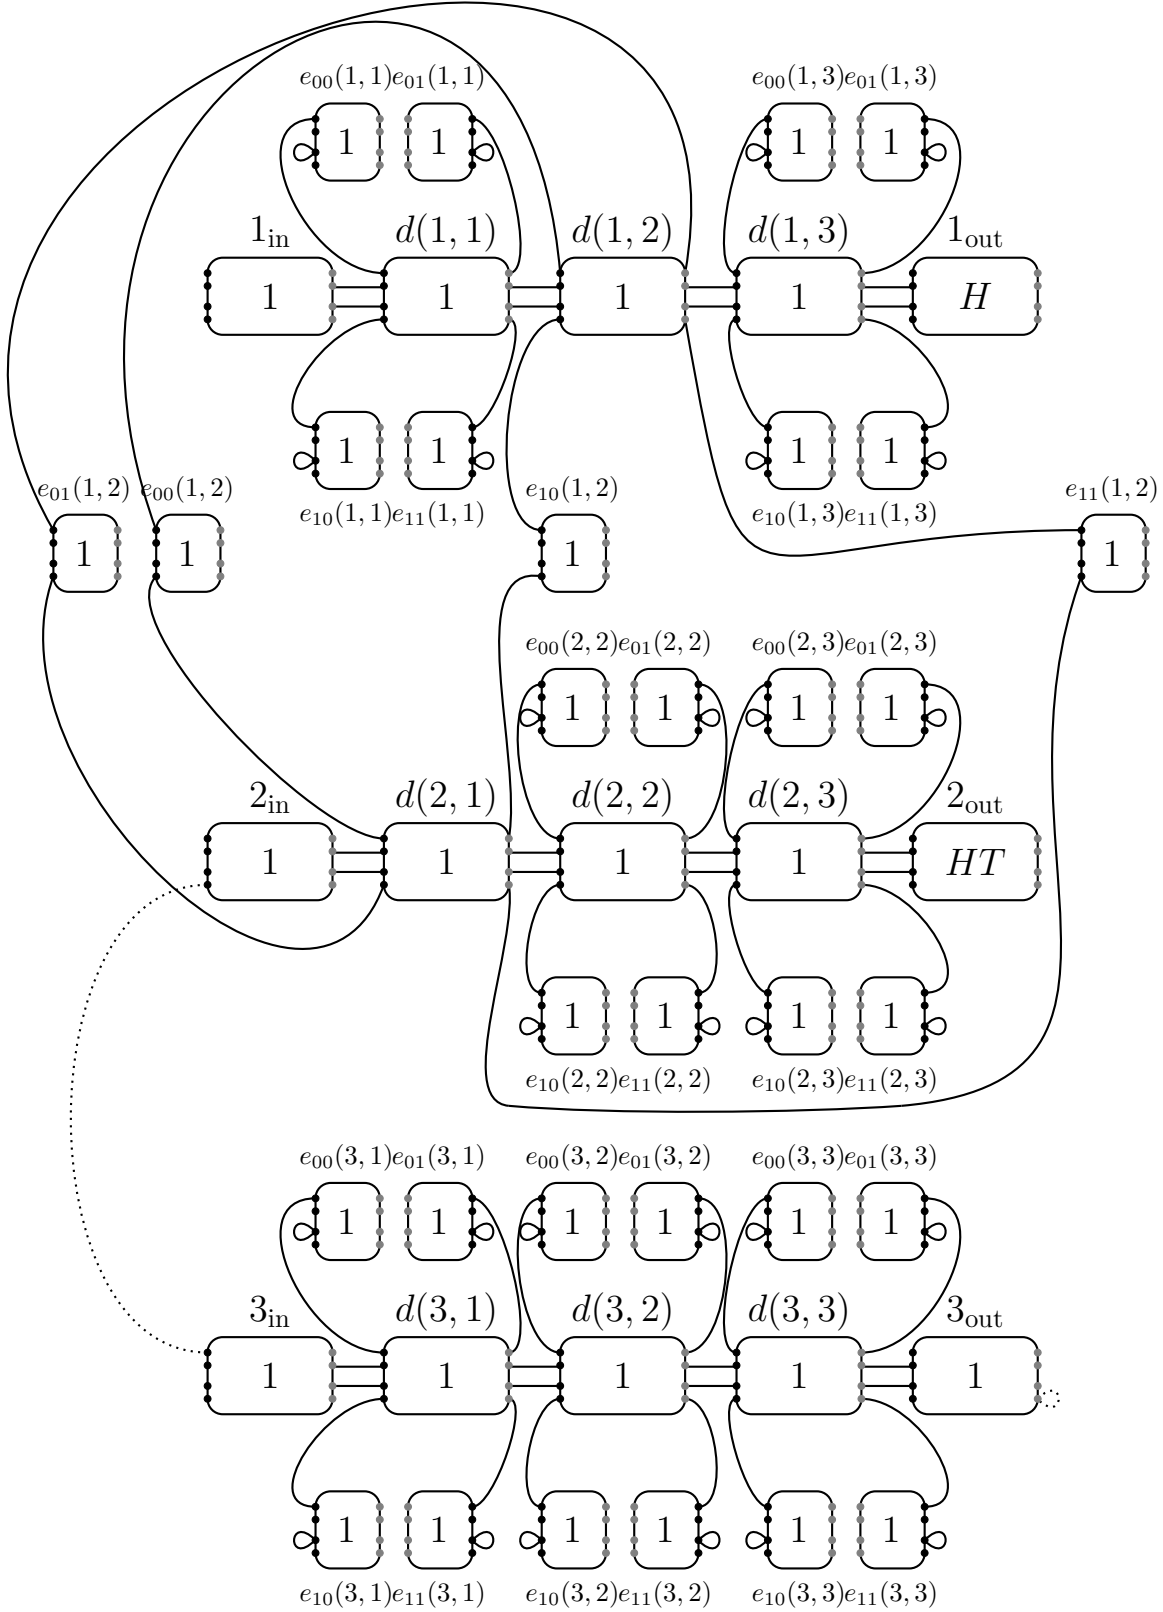 e₀₀(1, 1)e₀₁(1, 1) e₀₀(1, 3)e₀₁(1, 3)
1 1 1 1
1in d(1, 1) d(1, 2) d(1, 3) 1out
1 1 1 1 H
1 1 1 1
e₀₁(1, 2) e₀₀(1, 2) e₁₀(1, 2) e₁₁(1, 2)
e₁₀(1, 1)e₁₁(1, 1) e₁₀(1, 3)e₁₁(1, 3)
1 1 1 1
e₀₀(2, 2)e₀₁(2, 2) e₀₀(2, 3)e₀₁(2, 3)
1 1 1 1
2in d(2, 1) d(2, 2) d(2, 3) 2out
1 1 1 1 HT
1 1 1 1
e₁₀(2, 2)e₁₁(2, 2) e₁₀(2, 3)e₁₁(2, 3)
e₀₀(3, 1)e₀₁(3, 1) e₀₀(3, 2)e₀₁(3, 2) e₀₀(3, 3)e₀₁(3, 3)
1 1 1 1 1 1
3in d(3, 1) d(3, 2) d(3, 3) 3out
1 1 1 1 1
1 1 1 1 1 1
e₁₀(3, 1)e₁₁(3, 1) e₁₀(3, 2)e₁₁(3, 2) e₁₀(3, 3)e₁₁(3, 3)